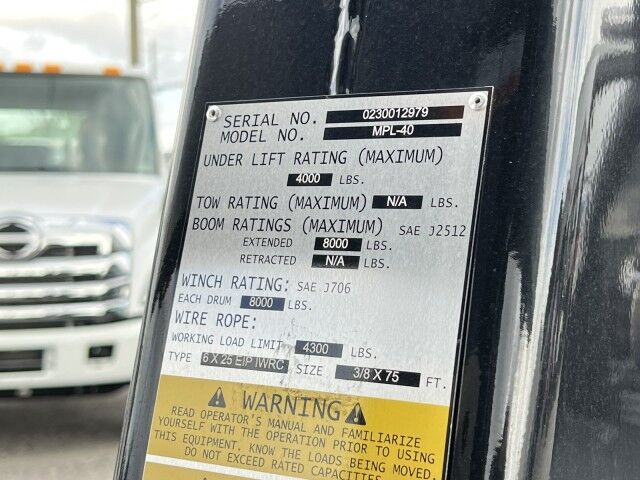 SERIAL NO. 0230012979
MODEL NO. MPL-40
UNDER LIFT RATING (MAXIMUM)
4000 LBS.
TOW RATING (MAXIMUM) N/A LBS.
BOOM RATINGS (MAXIMUM) SAE J2512
EXTENDED 8000 LBS.
RETRACTED N/A LBS.
WINCH RATING: SAE J706
EACH DRUM 8000 LBS.
WIRE ROPE:
WORKING LOAD LIMIT 4300 LBS.
TYPE 6 X 25 EIP IWRC SIZE 3/8 X 75 FT.
WARNING
READ OPERATOR'S MANUAL AND FAMILIARIZE
YOURSELF WITH THE OPERATION PRIOR TO USING
THIS EQUIPMENT. KNOW THE LOADS BEING MOVED.
DO NOT EXCEED RATED CAPACITIES.